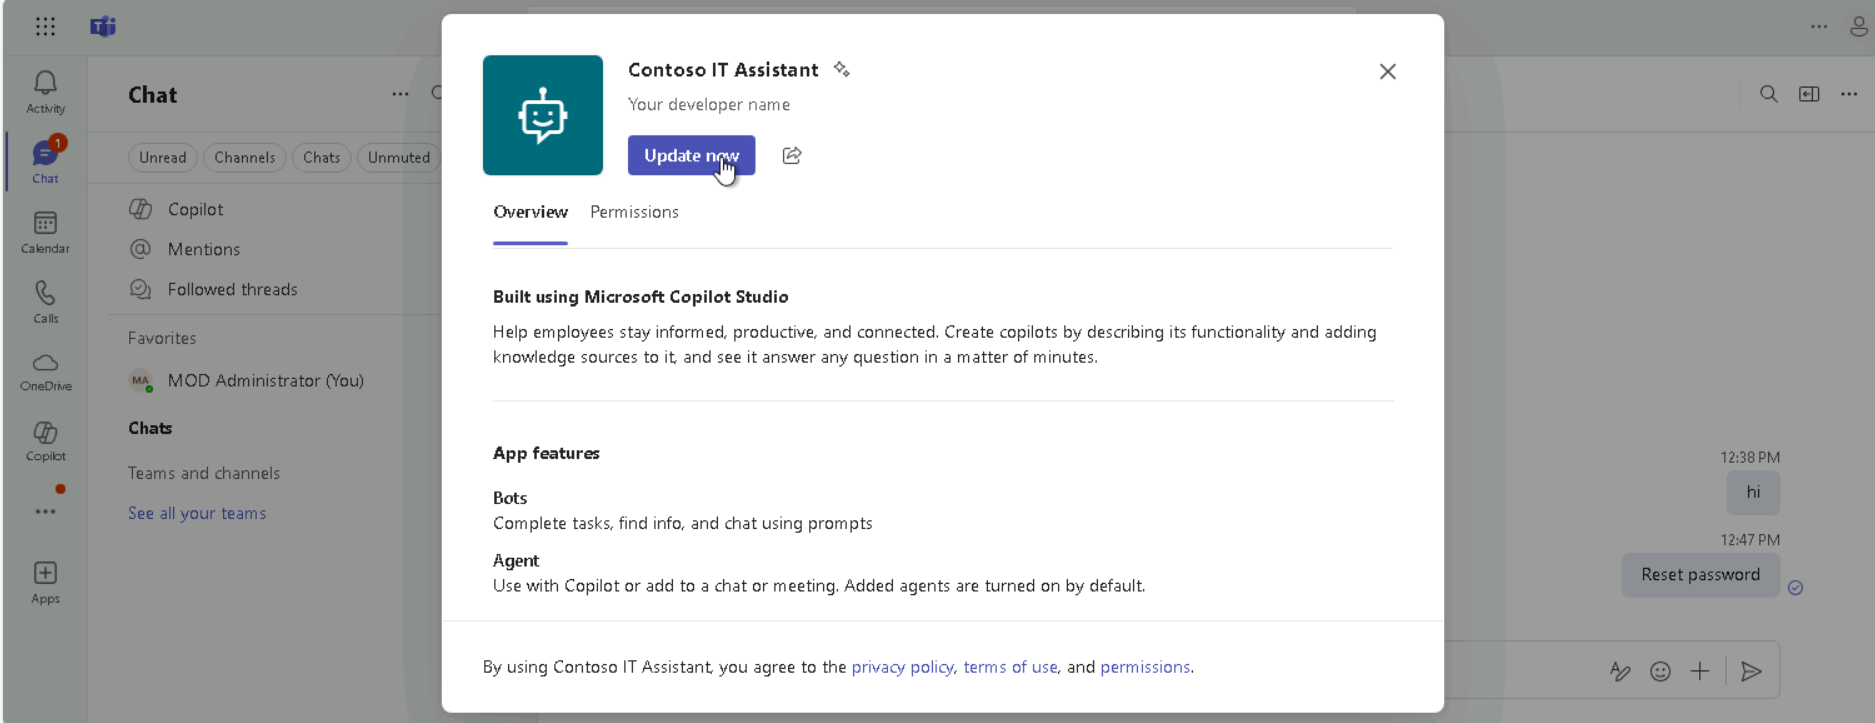 Activity
1
Chat
Calendar
Calls
OneDrive
Copilot
Apps
Chat
Unread
Channels
Chats
Unmuted
Copilot
Mentions
Followed threads
Favorites
MA
MOD Administrator (You)
Chats
Teams and channels
See all your teams
Contoso IT Assistant
Your developer name
Update now
Overview
Permissions
Built using Microsoft Copilot Studio
Help employees stay informed, productive, and connected. Create copilots by describing its functionality and adding
knowledge sources to it, and see it answer any question in a matter of minutes.
App features
Bots
Complete tasks, find info, and chat using prompts
Agent
Use with Copilot or add to a chat or meeting. Added agents are turned on by default.
By using Contoso IT Assistant, you agree to the privacy policy, terms of use, and permissions.
12:38 PM
hi
12:47 PM
Reset password